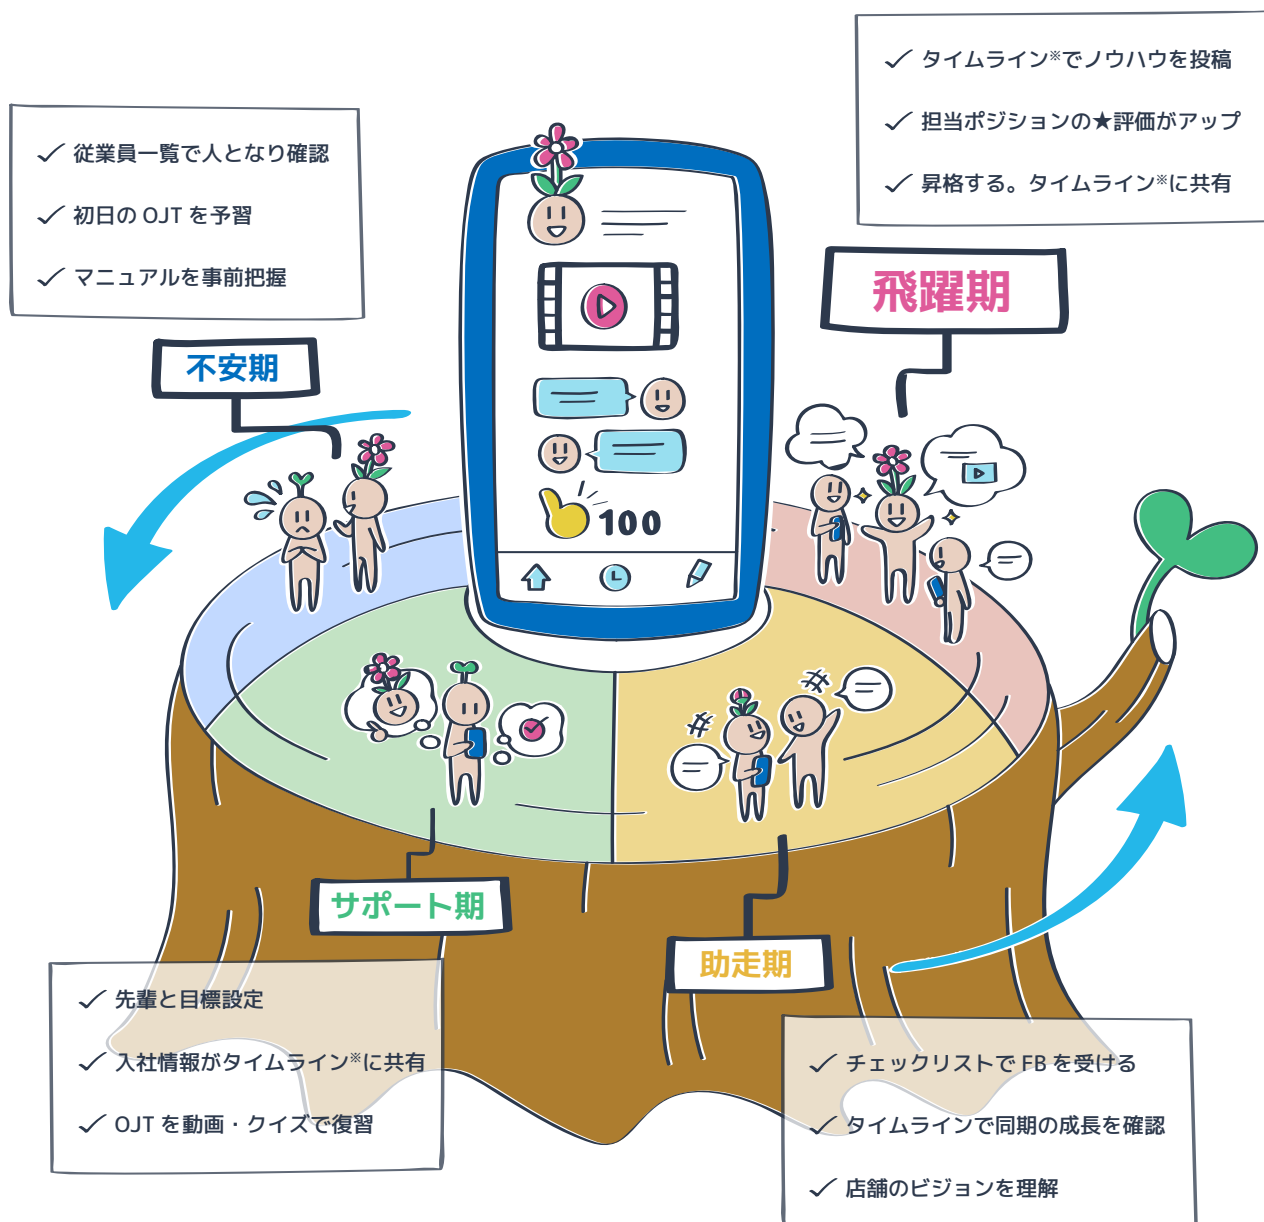 従業員一覧で人となり確認
初日の OJT を予習
マニュアルを事前把握
不安期
タイムライン※でノウハウを投稿
担当ポジションの★評価がアップ
昇格する。タイムライン※に共有
飛躍期
100
サポート期
先輩と目標設定
入社情報がタイムライン※に共有
OJT を動画・クイズで復習
助走期
チェックリストで FB を受ける
タイムラインで同期の成長を確認
店舗のビジョンを理解